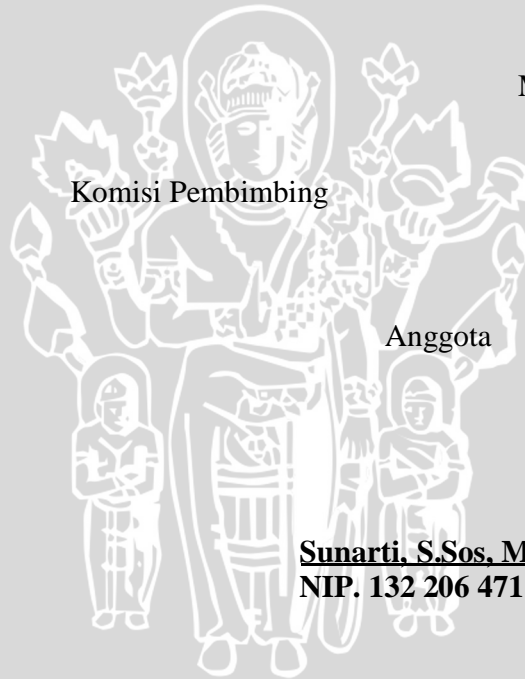 Komisi Pembimbing
Anggota
Sunarti, S.Sos, M
NIP. 132 206 471